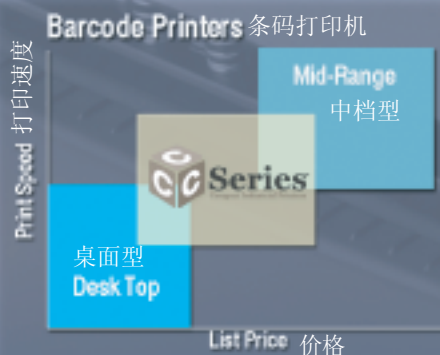 Barcode Printers 条码打印机
Print Speed 打印速度
Mid-Range
中档型
C C C Series
桌面型
Desk Top
List Price 价格